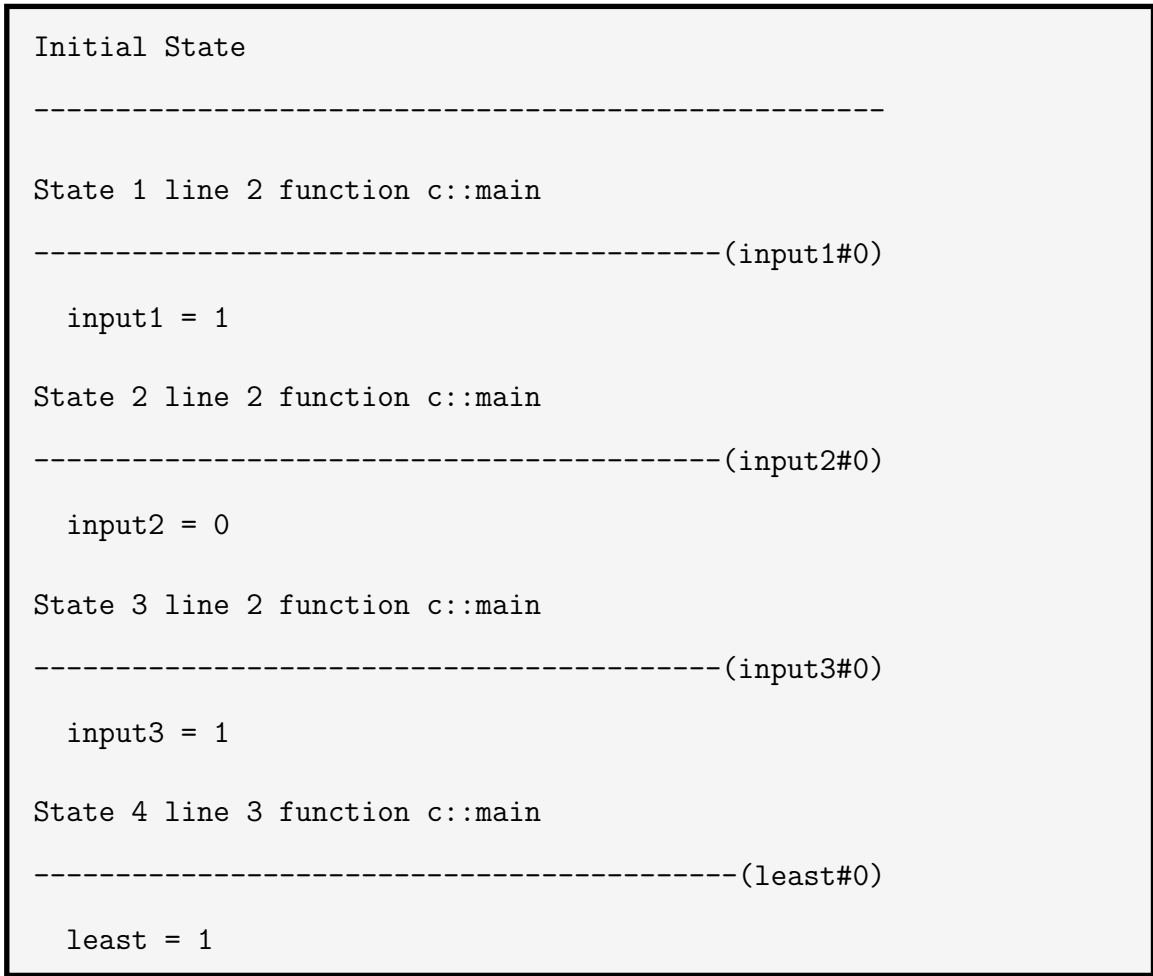 Initial State
----------------------------------------------------
State 1 line 2 function c::main
------------------------------------------(input1#0)
input1 = 1
State 2 line 2 function c::main
------------------------------------------(input2#0)
input2 = 0
State 3 line 2 function c::main
------------------------------------------(input3#0)
input3 = 1
State 4 line 3 function c::main
-------------------------------------------(least#0)
least = 1